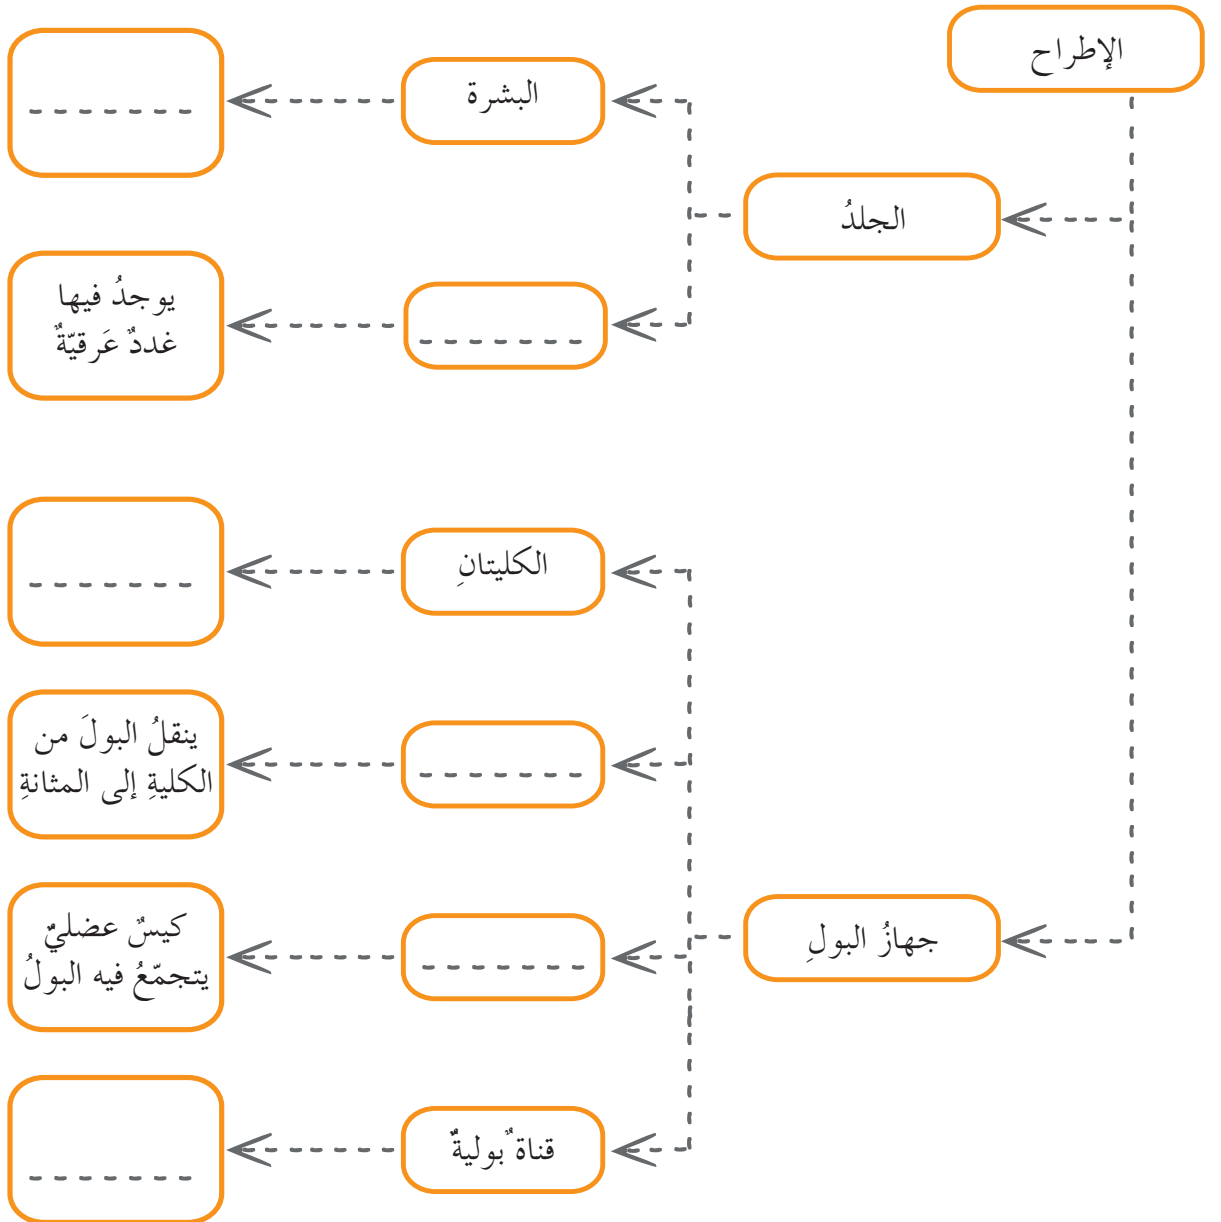 الإطراح
الجلدُ
البشرة
يوجدُ فيها
غددٌ عَرقيّةٌ
جهازُ البولِ
الكليتانِ
ينقلُ البولَ من
الكليةِ إلى المثانةِ
كيسٌ عضليٌ
يتجمّعُ فيه البولُ
قناةٌ بوليةٌ